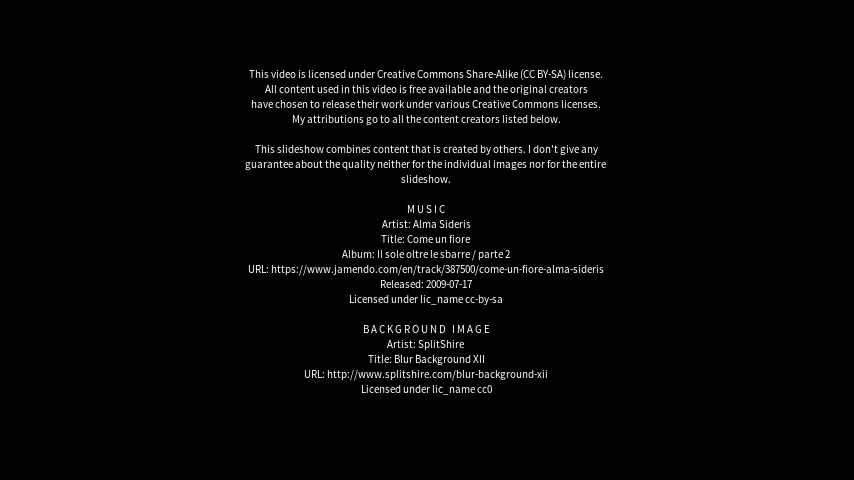 This video is licensed under Creative Commons Share-Alike (CC BY-SA) license.
All content used in this video is free available and the original creators
have chosen to release their work under various Creative Commons licenses.
My attributions go to all the content creators listed below.
This slideshow combines content that is created by others. I don't give any
guarantee about the quality neither for the individual images nor for the entire
slideshow.
MUSIC
Artist: Alma Sideris
Title: Come un fiore
Album: Il sole oltre le sbarre / parte 2
URL: https://www.jamendo.com/en/track/387500/come-un-fiore-alma-sideris
Released: 2009-07-17
Licensed under lic_name cc-by-sa
BACKGROUND IMAGE
Artist: SplitShire
Title: Blur Background XII
URL: http://www.splitshire.com/blur-background-xii
Licensed under lic_name cc0